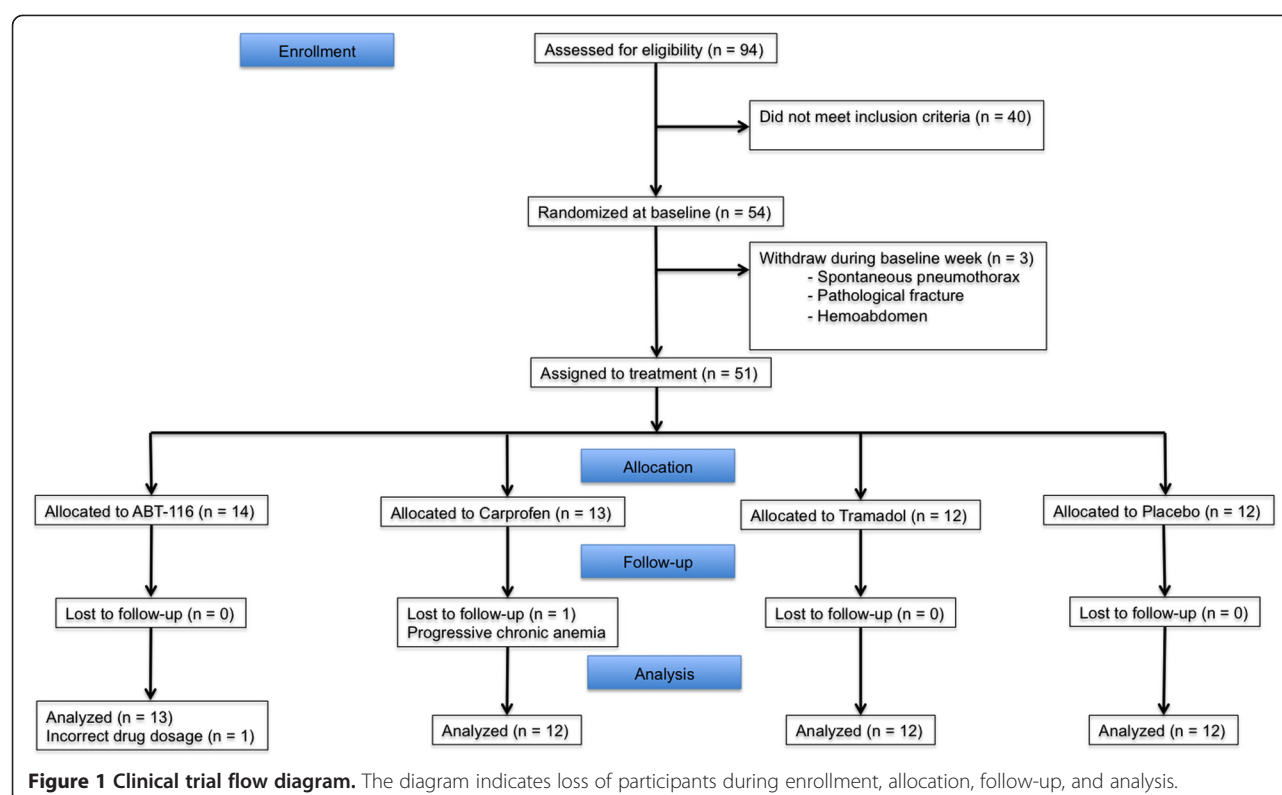 Enrollment
Assessed for eligibility (n = 94)
Did not meet inclusion criteria (n = 40)
Randomized at baseline (n = 54)
Withdraw during baseline week (n = 3)
- Spontaneous pneumothorax
- Pathological fracture
- Hemoabdomen
Assigned to treatment (n = 51)
Allocation
Allocated to ABT-116 (n = 14)
Allocated to Carprofen (n = 13)
Allocated to Tramadol (n = 12)
Allocated to Placebo (n = 12)
Follow-up
Lost to follow-up (n = 0)
Lost to follow-up (n = 1)
Progressive chronic anemia
Lost to follow-up (n = 0)
Lost to follow-up (n = 0)
Analysis
Analyzed (n = 13)
Incorrect drug dosage (n = 1)
Analyzed (n = 12)
Analyzed (n = 12)
Analyzed (n = 12)
Figure 1 Clinical trial flow diagram. The diagram indicates loss of participants during enrollment, allocation, follow-up, and analysis.